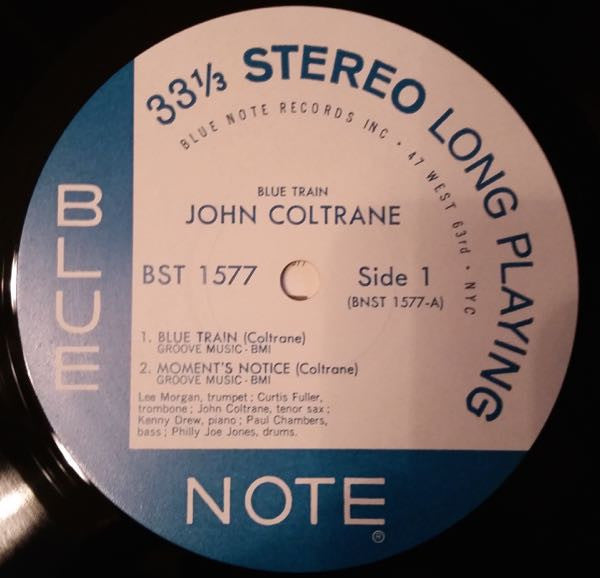 33⅓ STEREO LONG PLAYING
BLUE NOTE RECORDS INC • 47 WEST 63rd • NYC
BLUE TRAIN
JOHN COLTRANE
BST 1577
Side 1
(BNST 1577-A)
1. BLUE TRAIN (Coltrane)
GROOVE MUSIC - BMI
2. MOMENT'S NOTICE (Coltrane)
GROOVE MUSIC - BMI
Lee Morgan, trumpet ; Curtis Fuller,
trombone ; John Coltrane, tenor sax ;
Kenny Drew, piano ; Paul Chambers,
bass ; Philly Joe Jones, drums.
BLUE
NOTE
®